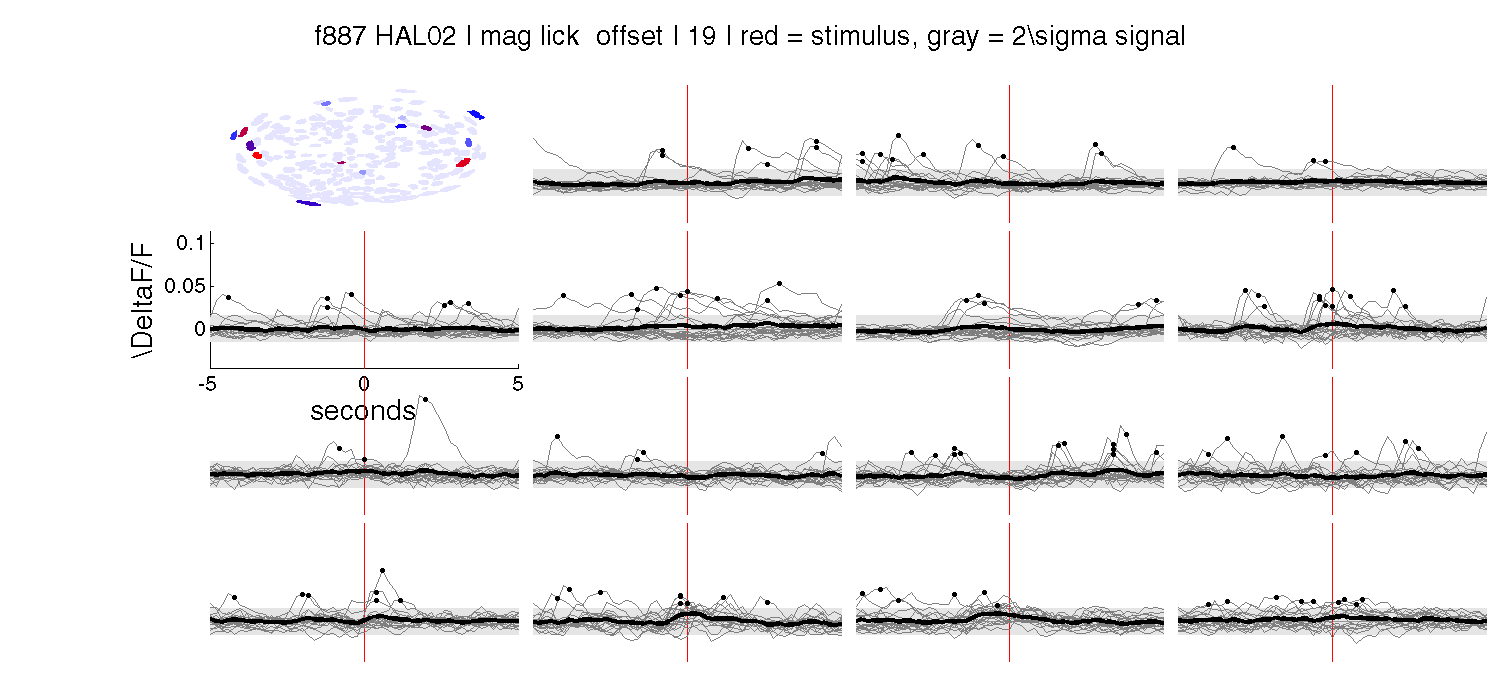 f887 HAL02 | mag lick  offset | 19 | red = stimulus, gray = 2\sigma signal
\DeltaF/F
0.1
0.05
0
-5
0
5
seconds